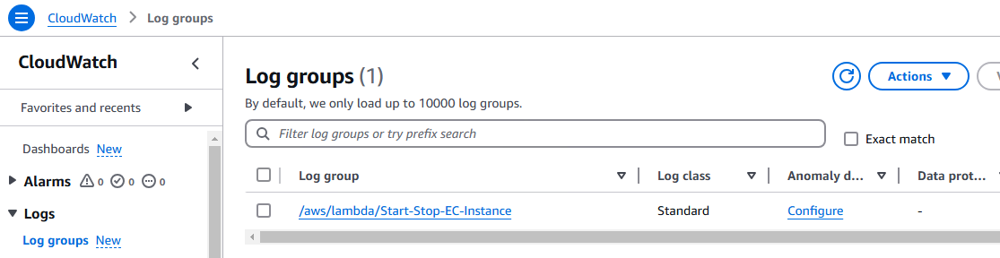 CloudWatch > Log groups
CloudWatch
Favorites and recents
Dashboards New
Alarms 0 0 0
Logs
Log groups New
Log groups (1)
Actions
By default, we only load up to 10000 log groups.
Filter log groups or try prefix search
Exact match
Log group Log class Anomaly d... Data prot...
/aws/lambda/Start-Stop-EC-Instance Standard Configure -